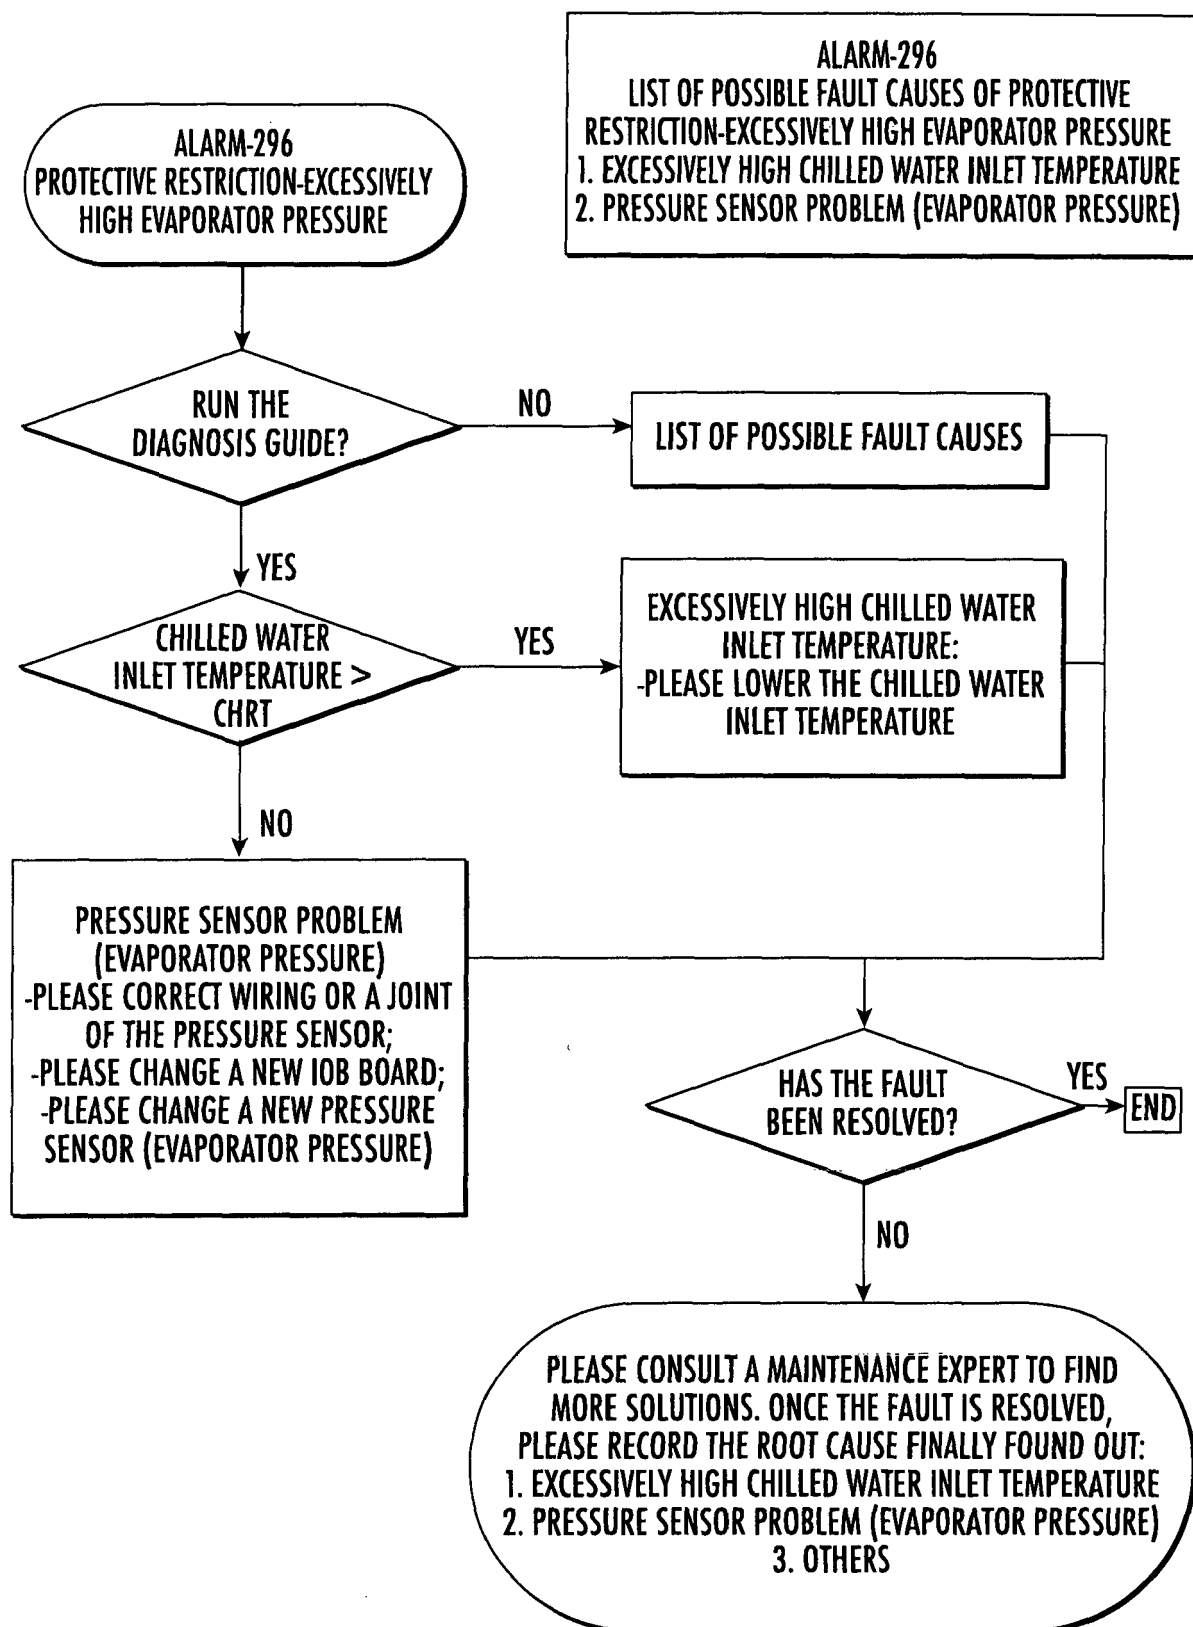 ALARM-296
PROTECTIVE RESTRICTION-EXCESSIVELY
HIGH EVAPORATOR PRESSURE
ALARM-296
LIST OF POSSIBLE FAULT CAUSES OF PROTECTIVE
RESTRICTION-EXCESSIVELY HIGH EVAPORATOR PRESSURE
1. EXCESSIVELY HIGH CHILLED WATER INLET TEMPERATURE
2. PRESSURE SENSOR PROBLEM (EVAPORATOR PRESSURE)
RUN THE
DIAGNOSIS GUIDE?
NO
LIST OF POSSIBLE FAULT CAUSES
YES
CHILLED WATER
INLET TEMPERATURE >
CHRT
YES
EXCESSIVELY HIGH CHILLED WATER
INLET TEMPERATURE:
-PLEASE LOWER THE CHILLED WATER
INLET TEMPERATURE
NO
PRESSURE SENSOR PROBLEM
(EVAPORATOR PRESSURE)
-PLEASE CORRECT WIRING OR A JOINT
OF THE PRESSURE SENSOR;
-PLEASE CHANGE A NEW IOB BOARD;
-PLEASE CHANGE A NEW PRESSURE
SENSOR (EVAPORATOR PRESSURE)
HAS THE FAULT
BEEN RESOLVED?
YES
END
NO
PLEASE CONSULT A MAINTENANCE EXPERT TO FIND
MORE SOLUTIONS. ONCE THE FAULT IS RESOLVED,
PLEASE RECORD THE ROOT CAUSE FINALLY FOUND OUT:
1. EXCESSIVELY HIGH CHILLED WATER INLET TEMPERATURE
2. PRESSURE SENSOR PROBLEM (EVAPORATOR PRESSURE)
3. OTHERS